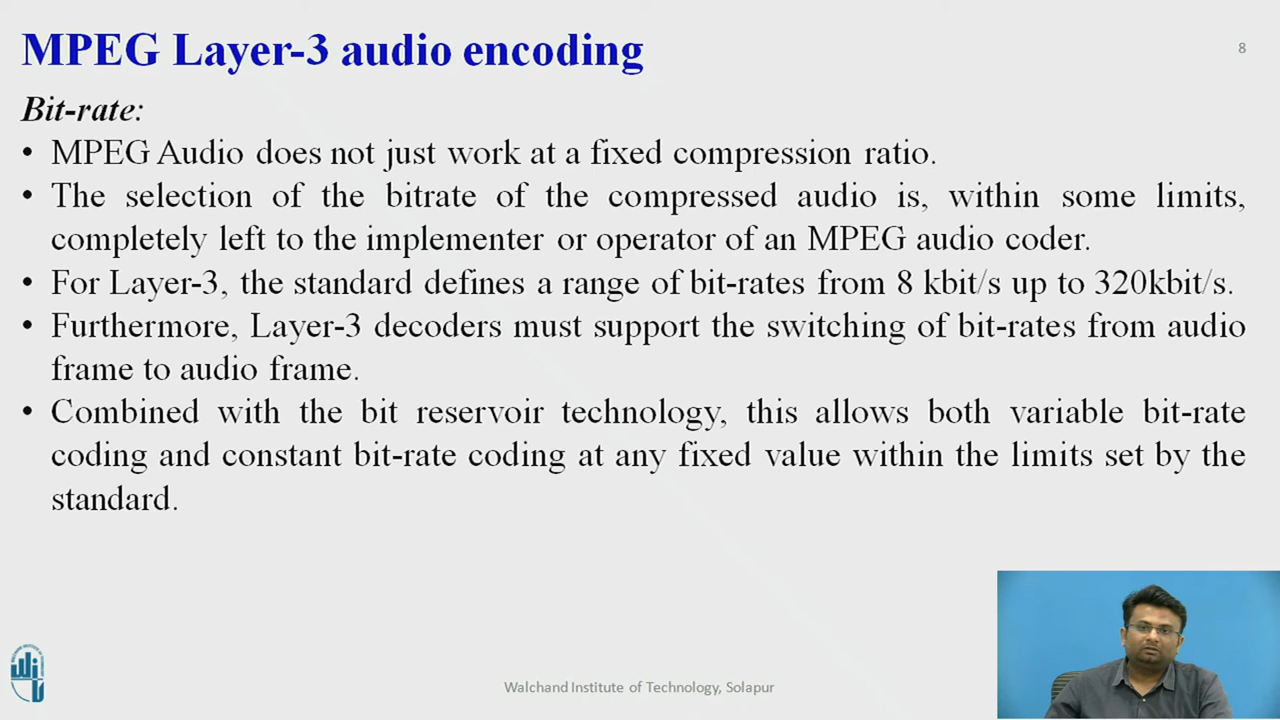 MPEG Layer-3 audio encoding
8
Bit-rate:
• MPEG Audio does not just work at a fixed compression ratio.
• The selection of the bitrate of the compressed audio is, within some limits,
completely left to the implementer or operator of an MPEG audio coder.
• For Layer-3, the standard defines a range of bit-rates from 8 kbit/s up to 320kbit/s.
• Furthermore, Layer-3 decoders must support the switching of bit-rates from audio
frame to audio frame.
• Combined with the bit reservoir technology, this allows both variable bit-rate
coding and constant bit-rate coding at any fixed value within the limits set by the
standard.
Walchand Institute of Technology, Solapur